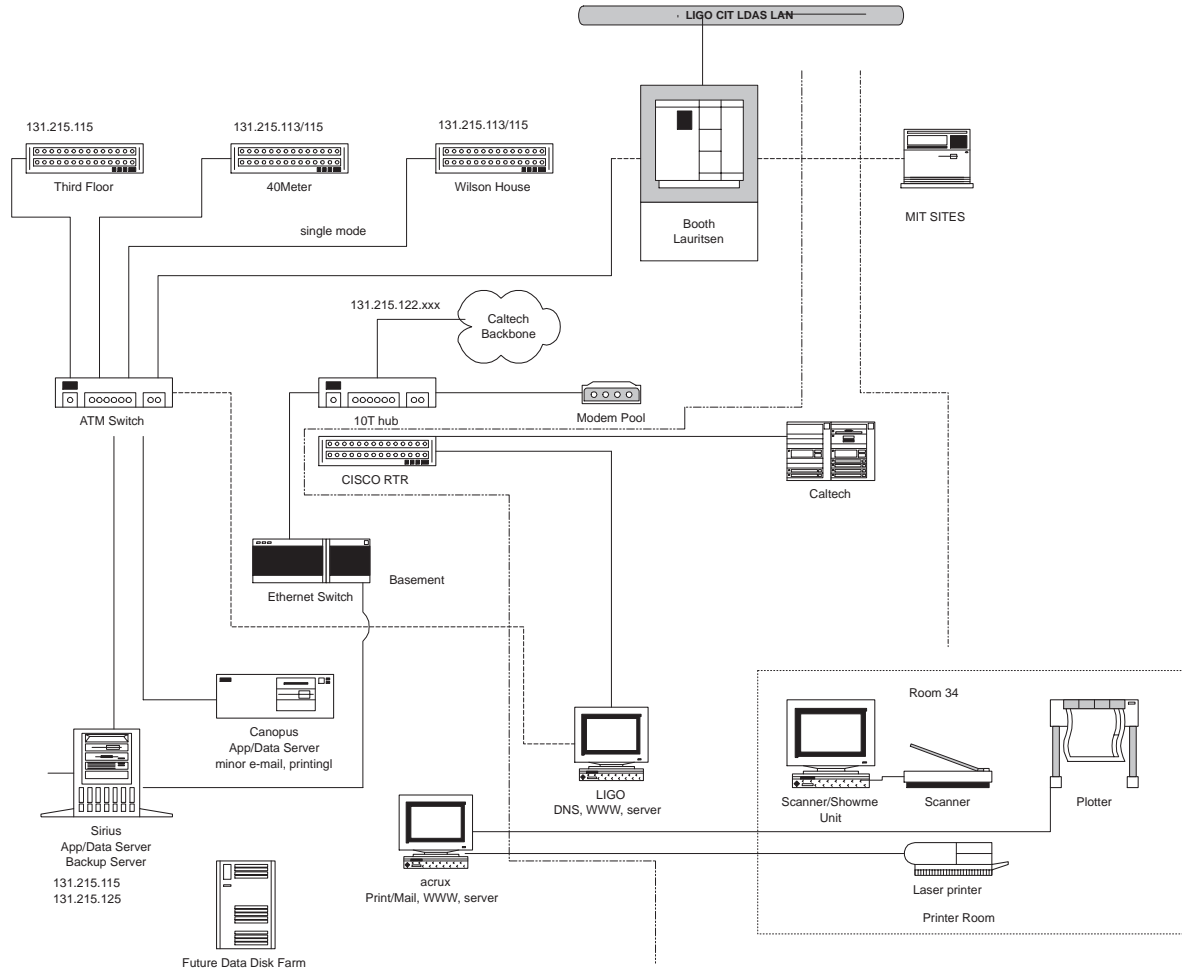 LIGO CIT LDAS LAN
131.215.115
131.215.113/115
131.215.113/115
Third Floor
40Meter
Wilson House
Booth
Lauritsen
MIT SITES
single mode
131.215.122.xxx
Caltech
Backbone
ATM Switch
10T hub
Modem Pool
CISCO RTR
Caltech
Basement
Ethernet Switch
Room 34
Canopus
App/Data Server
minor e-mail, printingl
LIGO
DNS, WWW, server
Scanner/Showme
Unit
Scanner
Plotter
Sirius
App/Data Server
Backup Server
131.215.115
131.215.125
acrux
Print/Mail, WWW, server
Laser printer
Printer Room
Future Data Disk Farm